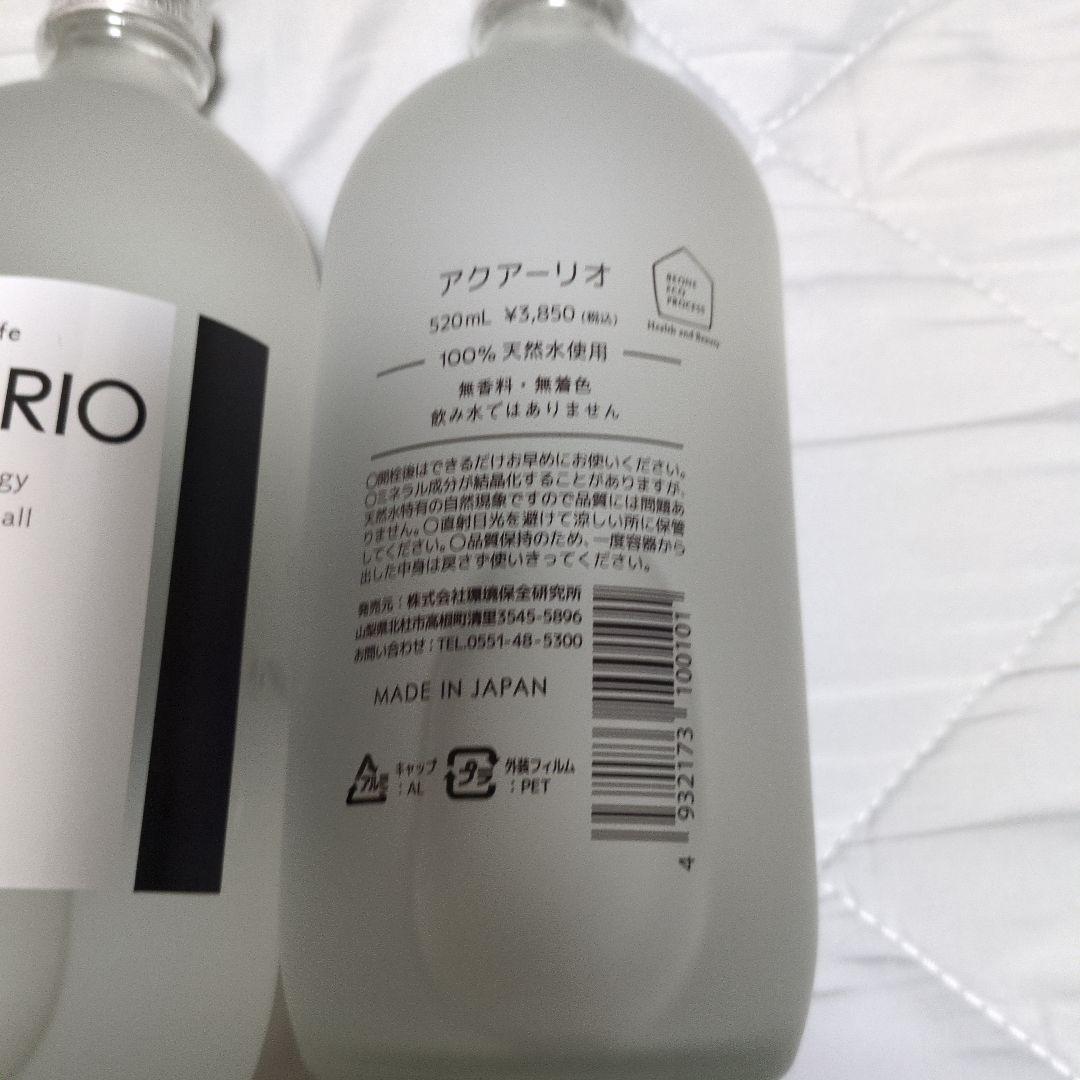 fe
RIO
gy
all
アクアーリオ
520mL ¥3,850(税込)
100% 天然水使用
無香料・無着色
飲み水ではありません
REONE
ECO
PROCESS
Health and Beauty
○開栓後はできるだけお早めにお使いください。
○ミネラル成分が結晶化することがありますが、
天然水特有の自然現象ですので品質には問題あ
りません。○直射日光を避けて涼しい所に保管
してください。○品質保持のため、一度容器から
出した中身は戻さず使いきってください。
発売元:株式会社環境保全研究所
山梨県北杜市高根町清里3545-5896
お問い合わせ:TEL.0551-48-5300
MADE IN JAPAN
アルミ
キャップ
:AL
プラ
外装フィルム
:PET
4 932173 100101